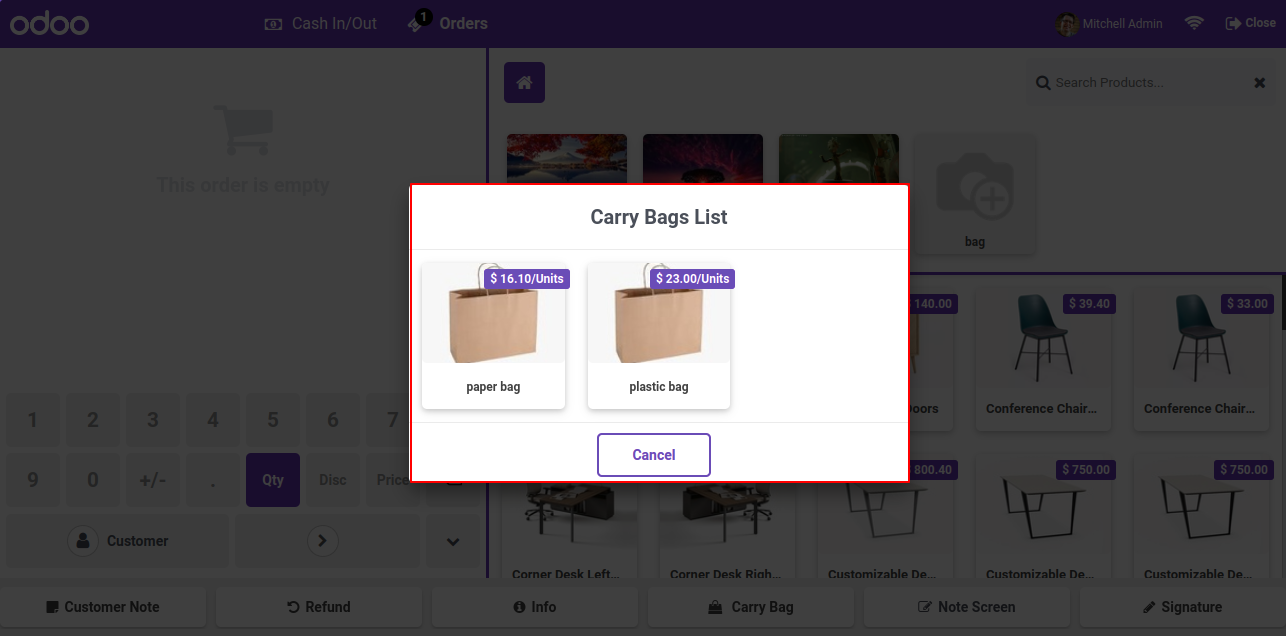 odoo
Cash In/Out
1
Orders
Mitchell Admin
Close
Search Products...
This order is empty
bag
Carry Bags List
$ 16.10/Units
$ 23.00/Units
paper bag
plastic bag
Cancel
140.00
$ 39.40
$ 33.00
Doors
Conference Chair...
Conference Chair...
1 2 3 4 5 6 7
9 0 +/- . Qty Disc Price
800.40
$ 750.00
$ 750.00
Customer
Corner Desk Left...
Corner Desk Righ...
Customizable De...
Customizable De...
Customizable De...
Customer Note
Refund
Info
Carry Bag
Note Screen
Signature